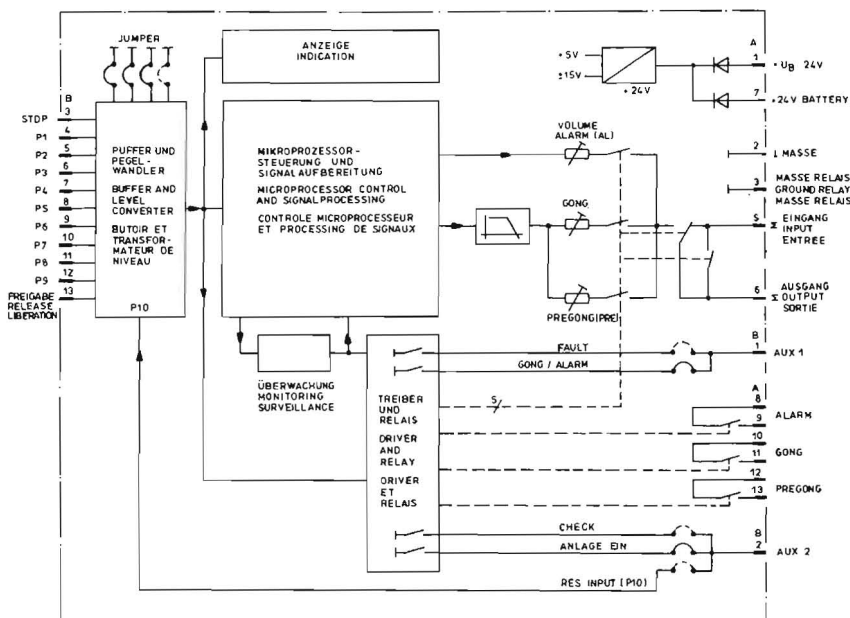 JUMPER
B
3
STOP
4
P1
5
P2
6
P3
7
P4
8
P5
9
P6
10
P7
11
P8
12
P9
13
FREIGABE
RELEASE
LIBERATION
PUFFER UND
PEGEL-
WANDLER
BUFFER AND
LEVEL
CONVERTER
BUTOIR ET
TRANSFOR-
MATEUR DE
NIVEAU
P10
ANZEIGE
INDICATION
MIKROPROZESSOR-
STEUERUNG UND
SIGNALAUFBEREITUNG
MICROPROCESSOR CONTROL
AND SIGNALPROCESSING
CONTROLE MICROPROCESSEUR
ET PROCESSING DE SIGNAUX
ÜBERWACHUNG
MONITORING
SURVEILLANCE
TREIBER
UND
RELAIS
DRIVER
AND
RELAY
DRIVER
ET
RELAIS
+5V
±15V
+24V
VOLUME
ALARM (AL)
GONG
PREGONG(PRE)
FAULT
GONG / ALARM
5
CHECK
ANLAGE EIN
RES INPUT (P10)
A
1
+UB 24V
7
+24V BATTERY
2
⊥ MASSE
3
MASSE RELAIS
GROUND RELAY
MASSE RELAIS
5
Σ EINGANG
INPUT
ENTREE
6
AUSGANG
Σ OUTPUT
SORTIE
B
1
AUX 1
A
8
9
ALARM
10
11
GONG
12
13
PREGONG
B
2
AUX 2